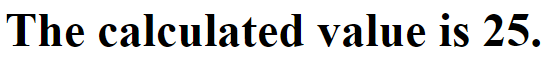 The calculated value is 25.